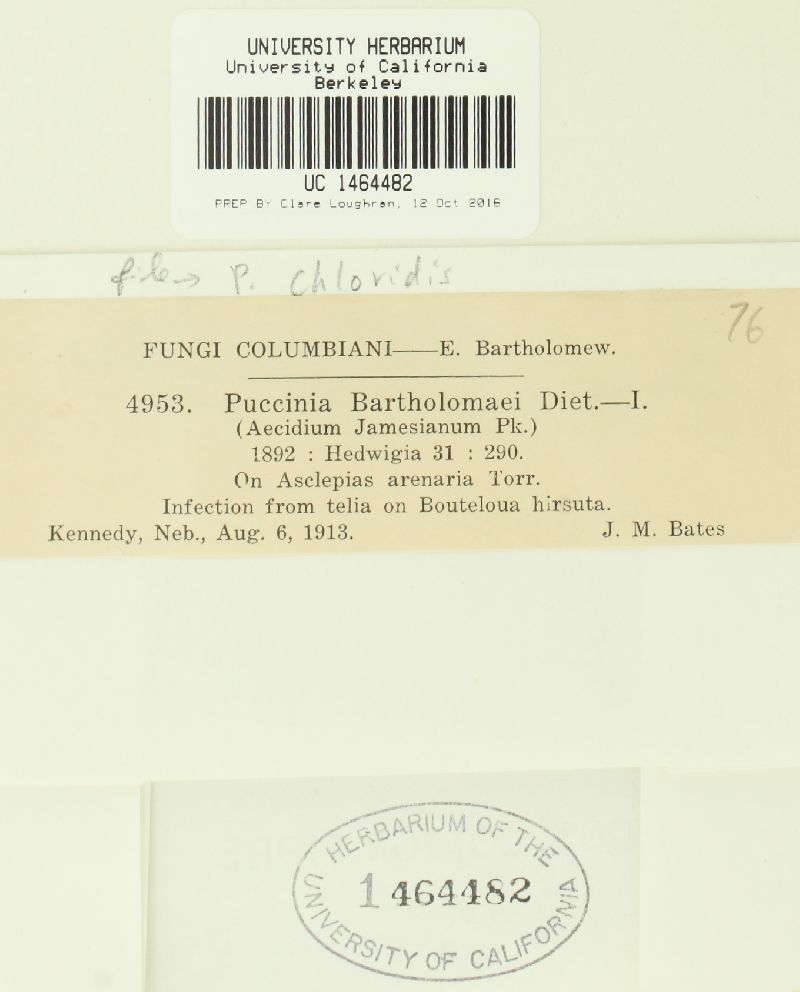 UNIVERSITY HERBARIUM
University of California
Berkeley
UC 1464482
PREP BY Clare Loughran, 12 Oct 2016
file→ P. chloridis
76
FUNGI COLUMBIANI——E. Bartholomew.
4953. Puccinia Bartholomaei Diet.—I.
(Aecidium Jamesianum Pk.)
1892 : Hedwigia 31 : 290.
On Asclepias arenaria Torr.
Infection from telia on Bouteloua hirsuta.
Kennedy, Neb., Aug. 6, 1913. J. M. Bates
HERBARIUM OF THE
1464482
UNIVERSITY OF CALIFORNIA